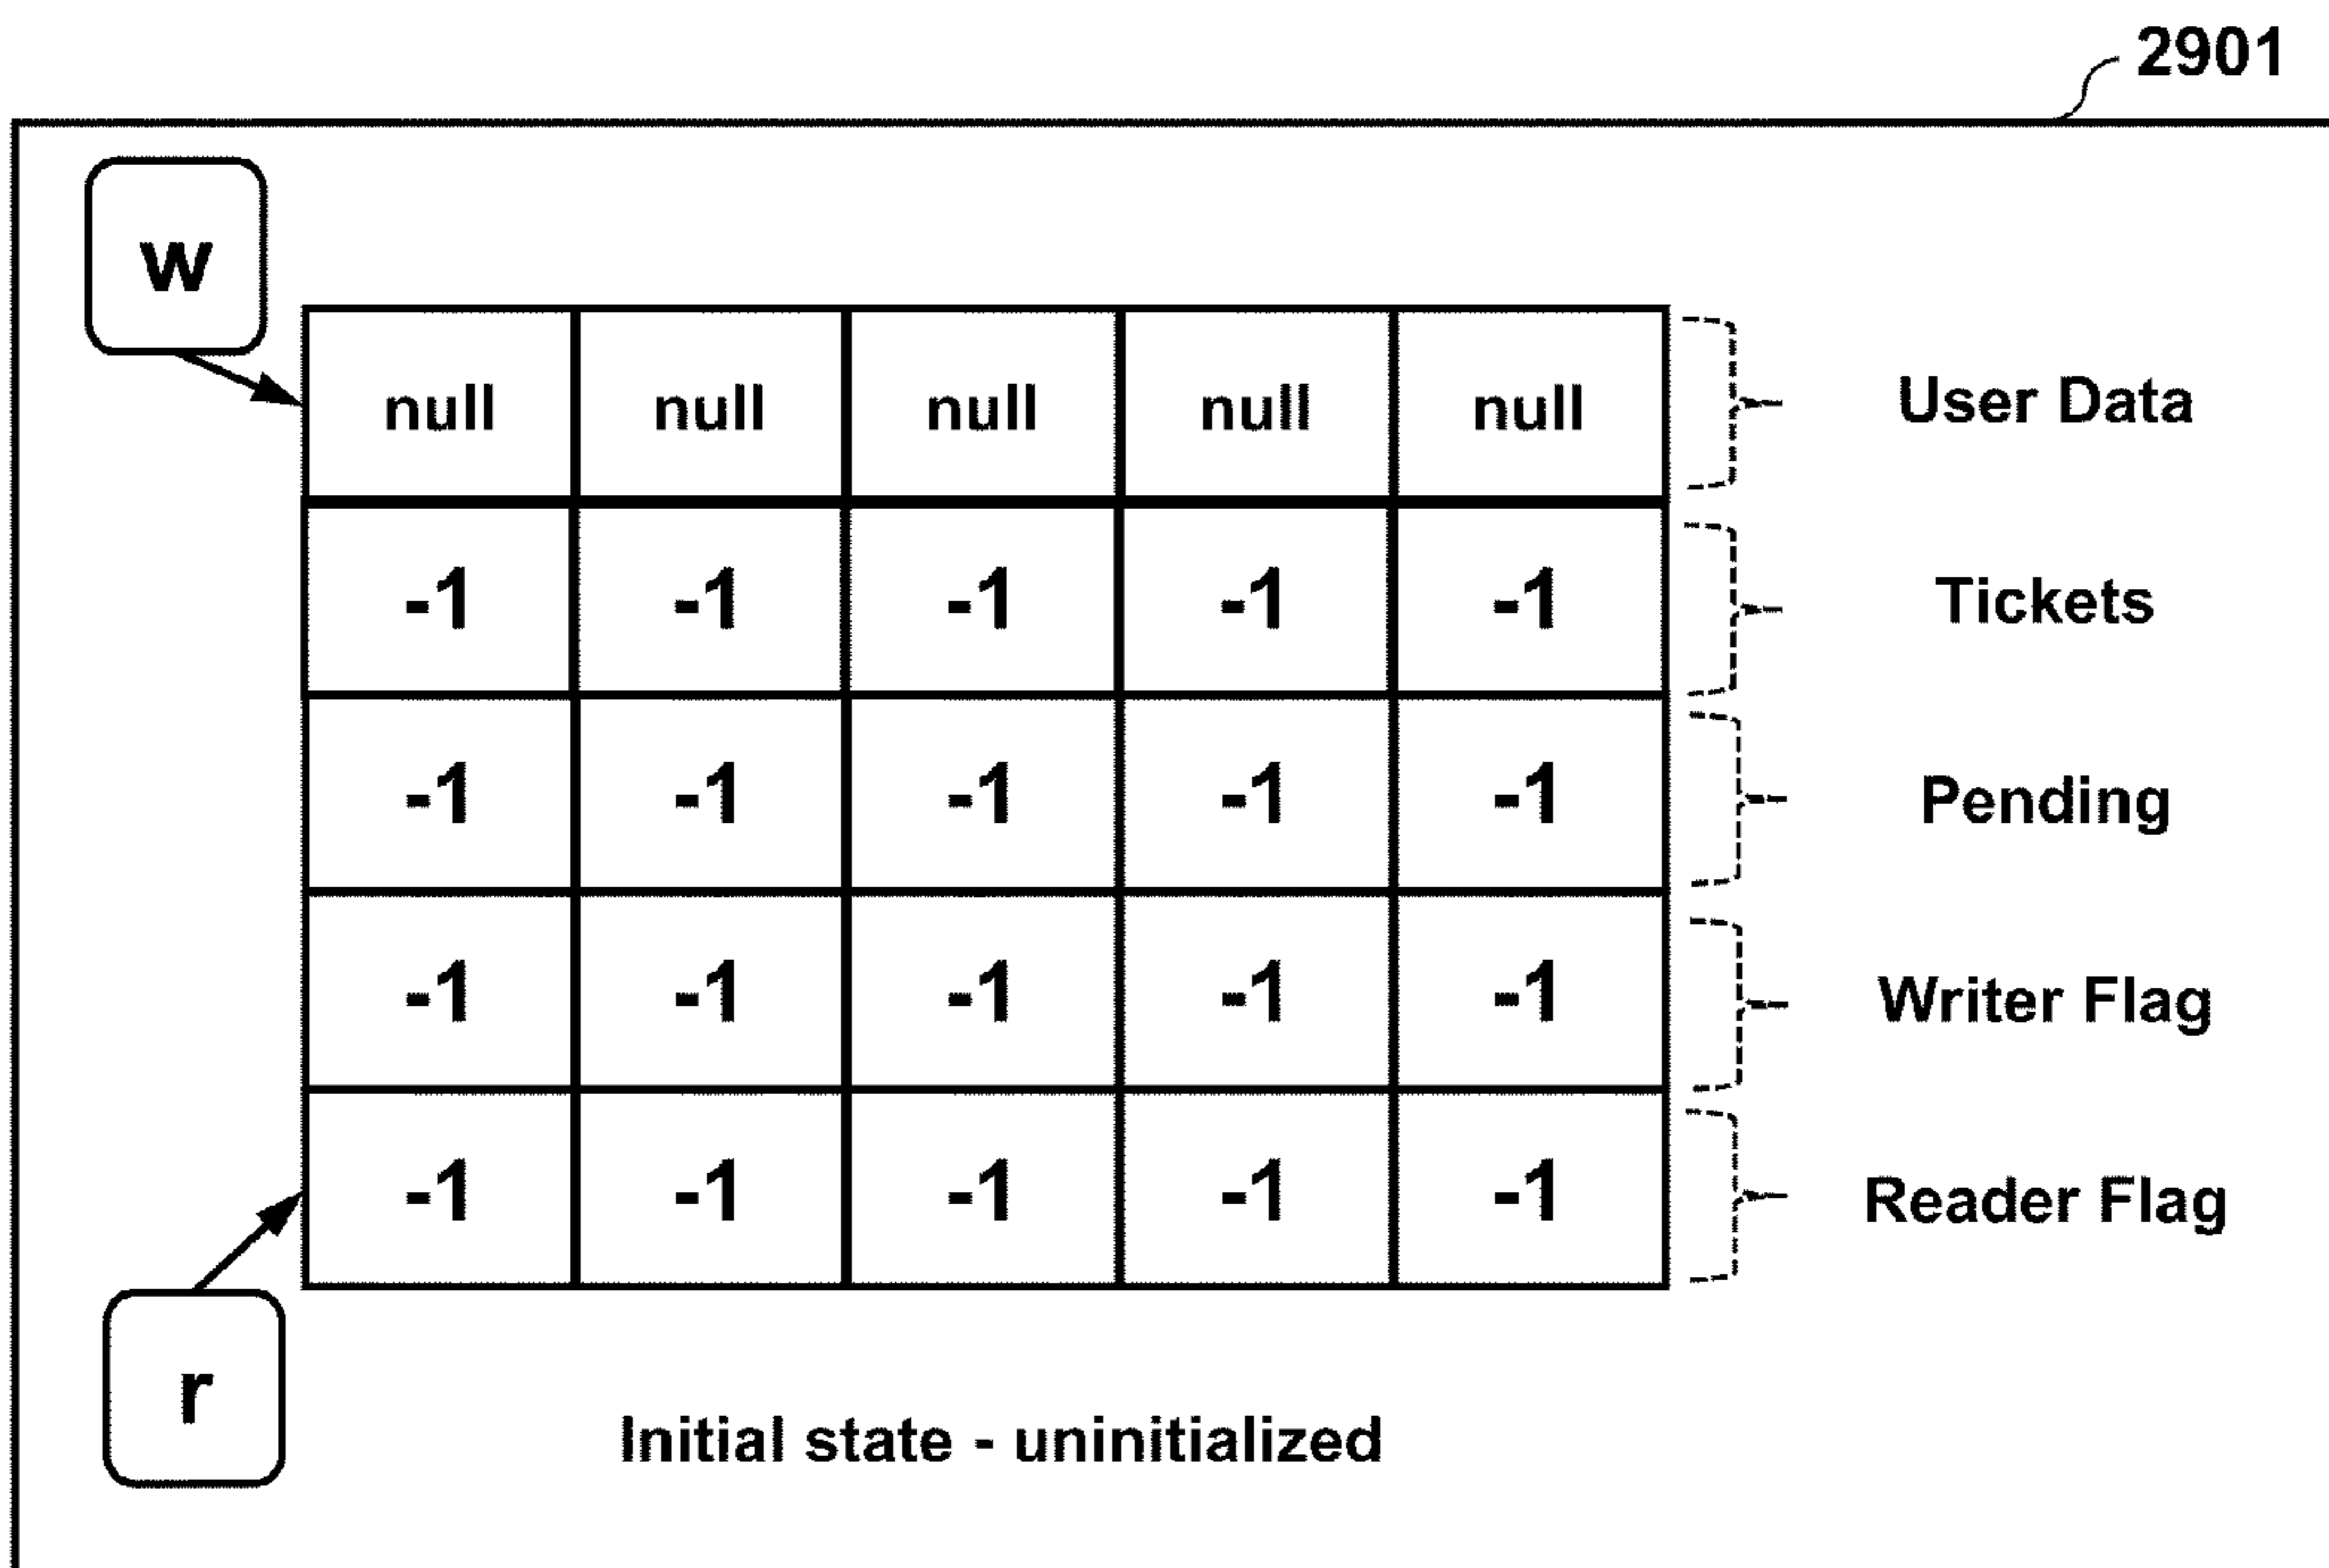 2901
w
null null null null null User Data
-1 -1 -1 -1 -1 Tickets
-1 -1 -1 -1 -1 Pending
-1 -1 -1 -1 -1 Writer Flag
-1 -1 -1 -1 -1 Reader Flag
r
Initial state - uninitialized